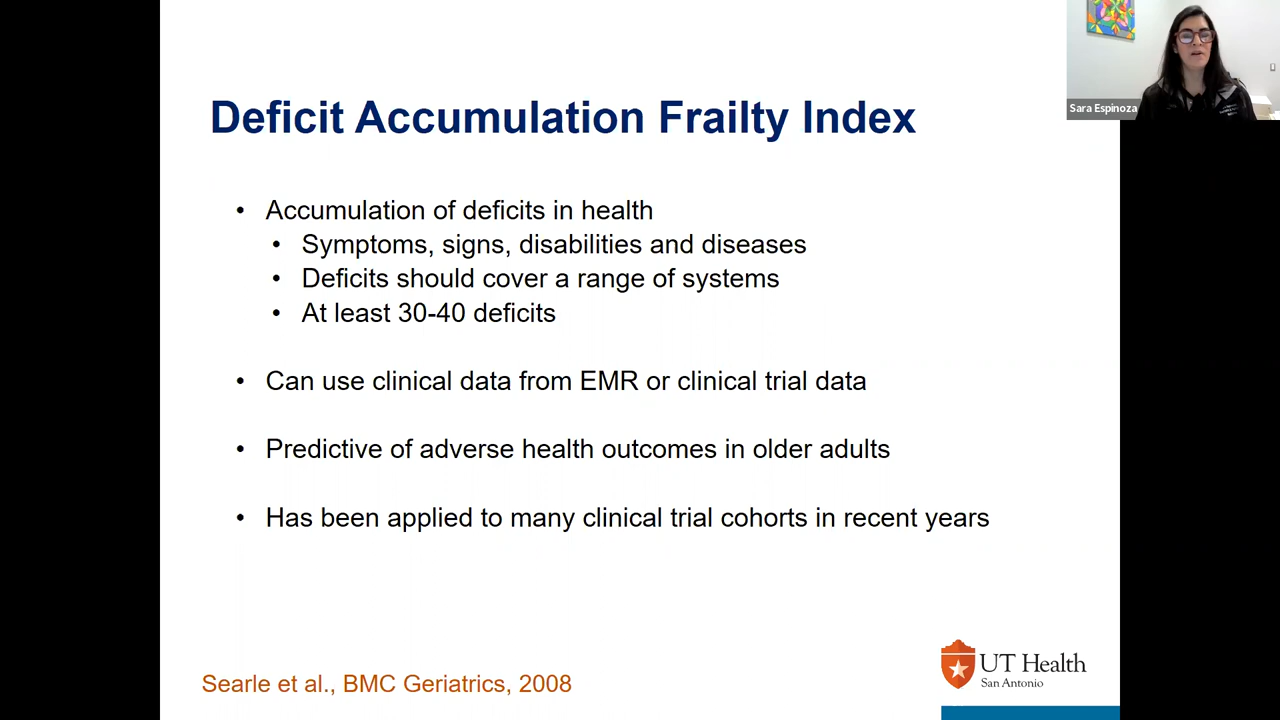 Sara Espinoza
Deficit Accumulation Frailty Index
• Accumulation of deficits in health
• Symptoms, signs, disabilities and diseases
• Deficits should cover a range of systems
• At least 30-40 deficits
• Can use clinical data from EMR or clinical trial data
• Predictive of adverse health outcomes in older adults
• Has been applied to many clinical trial cohorts in recent years
Searle et al., BMC Geriatrics, 2008
UT Health
San Antonio